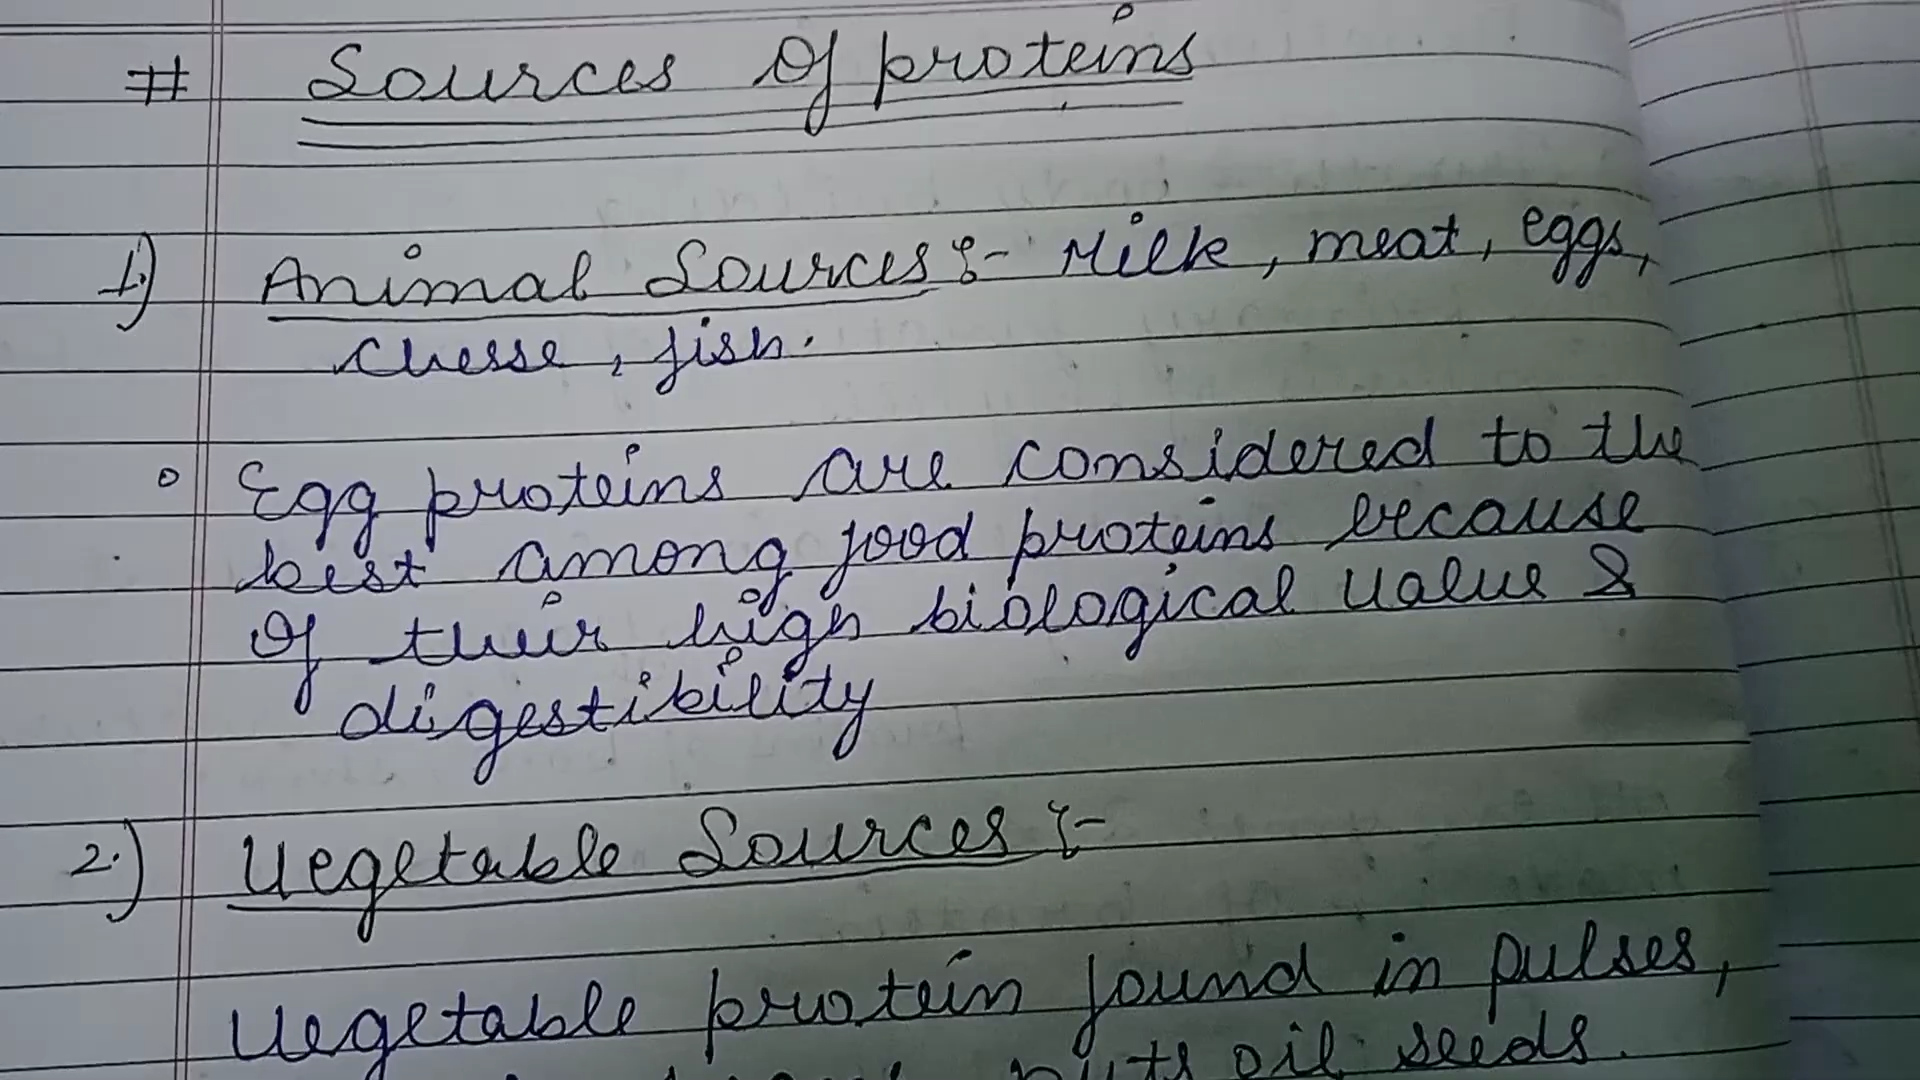 # Sources Of proteins
1.) Animal Sources :- Milk, meat, eggs,
chesse, fish.
° Egg proteins are considered to the
best among food proteins because
Of their high biological value &
digestibility
2.) Vegetable Sources :-
Vegetable protein found in pulses,
nuts oil seeds.